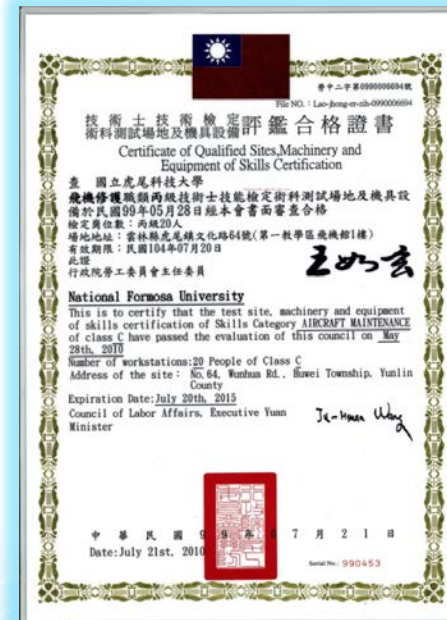 勞中二字第0990006694號
File NO. : Lao-jhong-er-zih-0990006694
技術士技術檢定
術科測試場地及機具設備評鑑合格證書
Certificate of Qualified Sites,Machinery and
Equipment of Skills Certification
查 國立虎尾科技大學
飛機修護職類丙級技術士技能檢定術科測試場地及機具設
備於民國99年05月28日經本會書面審查合格
檢定崗位數：丙級20人
場地地址：雲林縣虎尾鎮文化路64號(第一教學區飛機館1樓)
有效期限：民國104年07月20日
此證
行政院勞工委員會主任委員
王如玄
National Formosa University
This is to certify that the test site, machinery and equipment
of skills certification of Skills Category AIRCRAFT MAINTENANCE
of class C have passed the evaluation of this council on May
28th, 2010
Number of workstations:20 People of Class C
Address of the site : No.64, Wunhua Rd., Huwei Township, Yunlin
County
Expiration Date:July 20th, 2015
Council of Labor Affairs, Executive Yuan
Minister
Ju-Hsuan Wang
中華民國99年07月21日
Date:July 21st, 2010
Serial No.: 990453